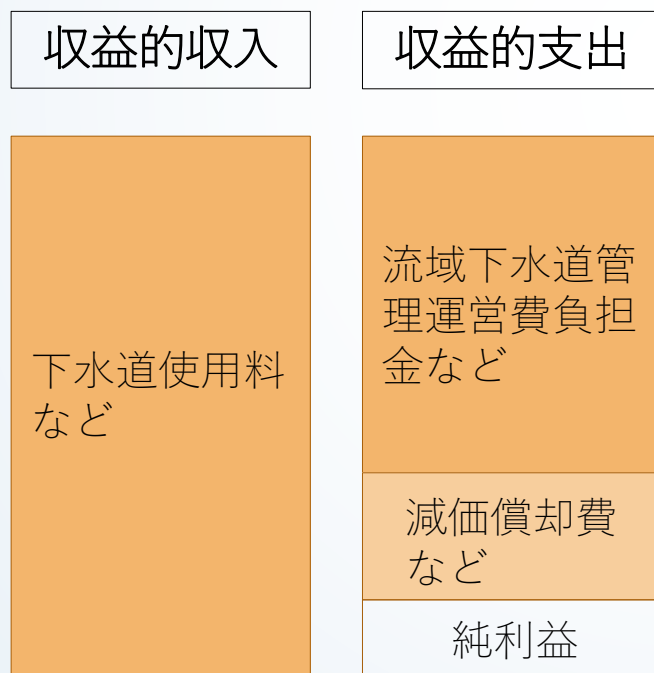 収益的収入
収益的支出
下水道使用料
など
流域下水道管
理運営費負担
金など
減価償却費
など
純利益